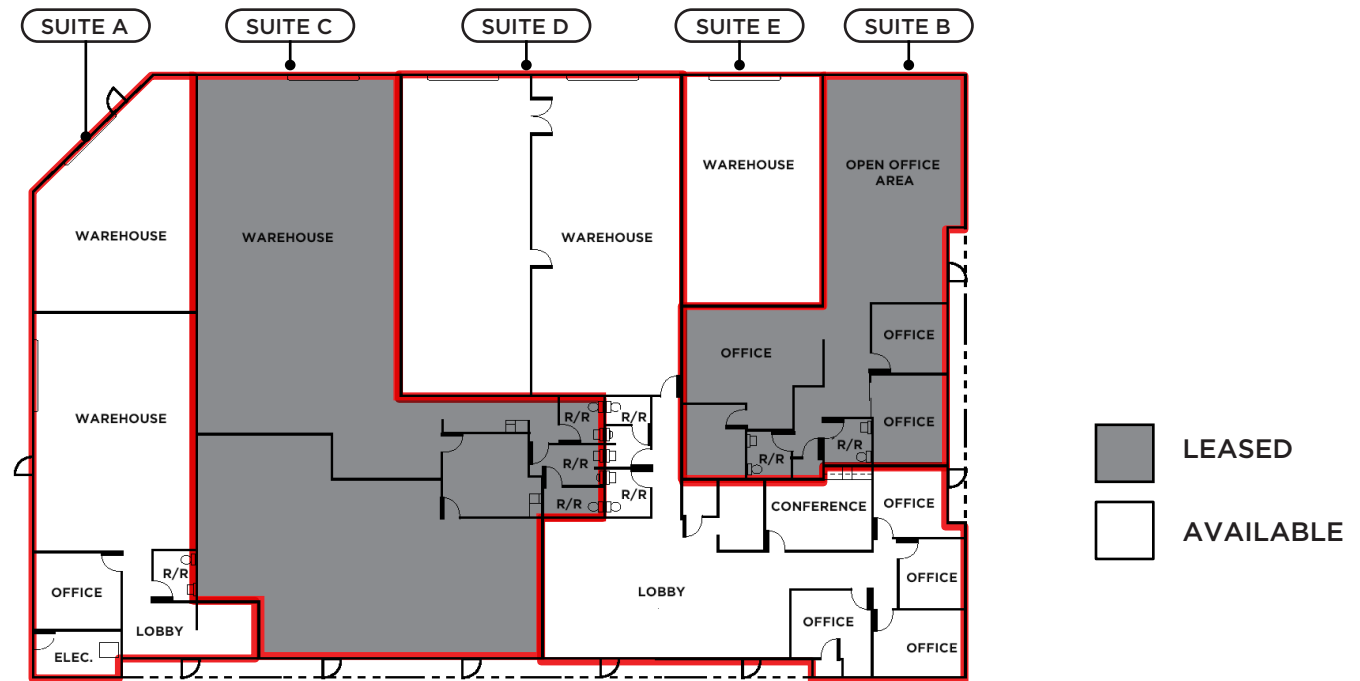 SUITE A
SUITE C
SUITE D
SUITE E
SUITE B
WAREHOUSE
OPEN OFFICE
AREA
WAREHOUSE
WAREHOUSE
WAREHOUSE
OFFICE
OFFICE
WAREHOUSE
R/R
R/R
OFFICE
R/R
R/R
R/R
LEASED
R/R
R/R
CONFERENCE
OFFICE
AVAILABLE
R/R
OFFICE
OFFICE
LOBBY
LOBBY
OFFICE
OFFICE
ELEC.